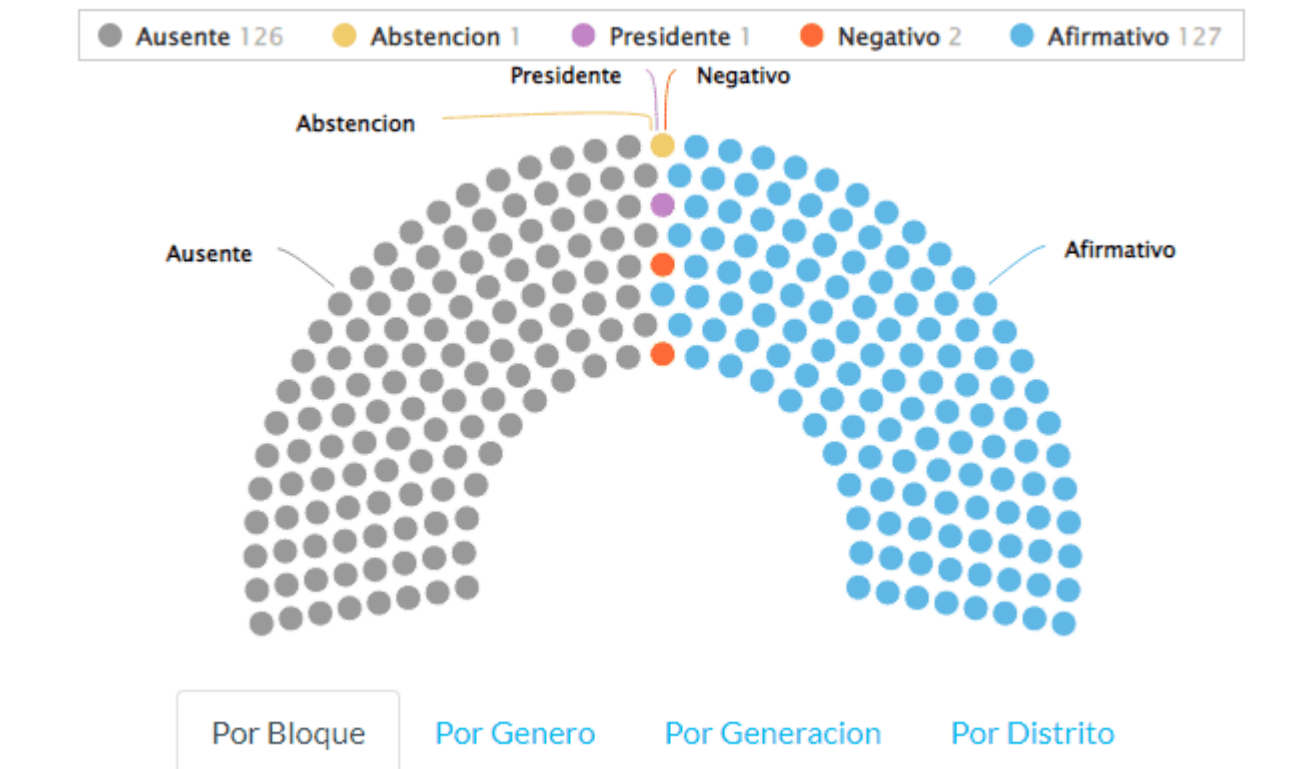 Ausente 126 Abstencion 1 Presidente 1 Negativo 2 Afirmativo 127
Presidente Negativo
Abstencion
Ausente Afirmativo
Por Bloque Por Genero Por Generacion Por Distrito